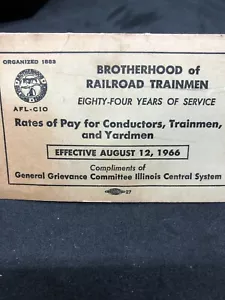 ORGANIZED 1883
BROTHERHOOD of
RAILROAD TRAINMEN
AFL-CIO
EIGHTY-FOUR YEARS OF SERVICE
Rates of Pay for Conductors, Trainmen,
and Yardmen
EFFECTIVE AUGUST 12, 1966
Compliments of
General Grievance Committee Illinois Central System
27